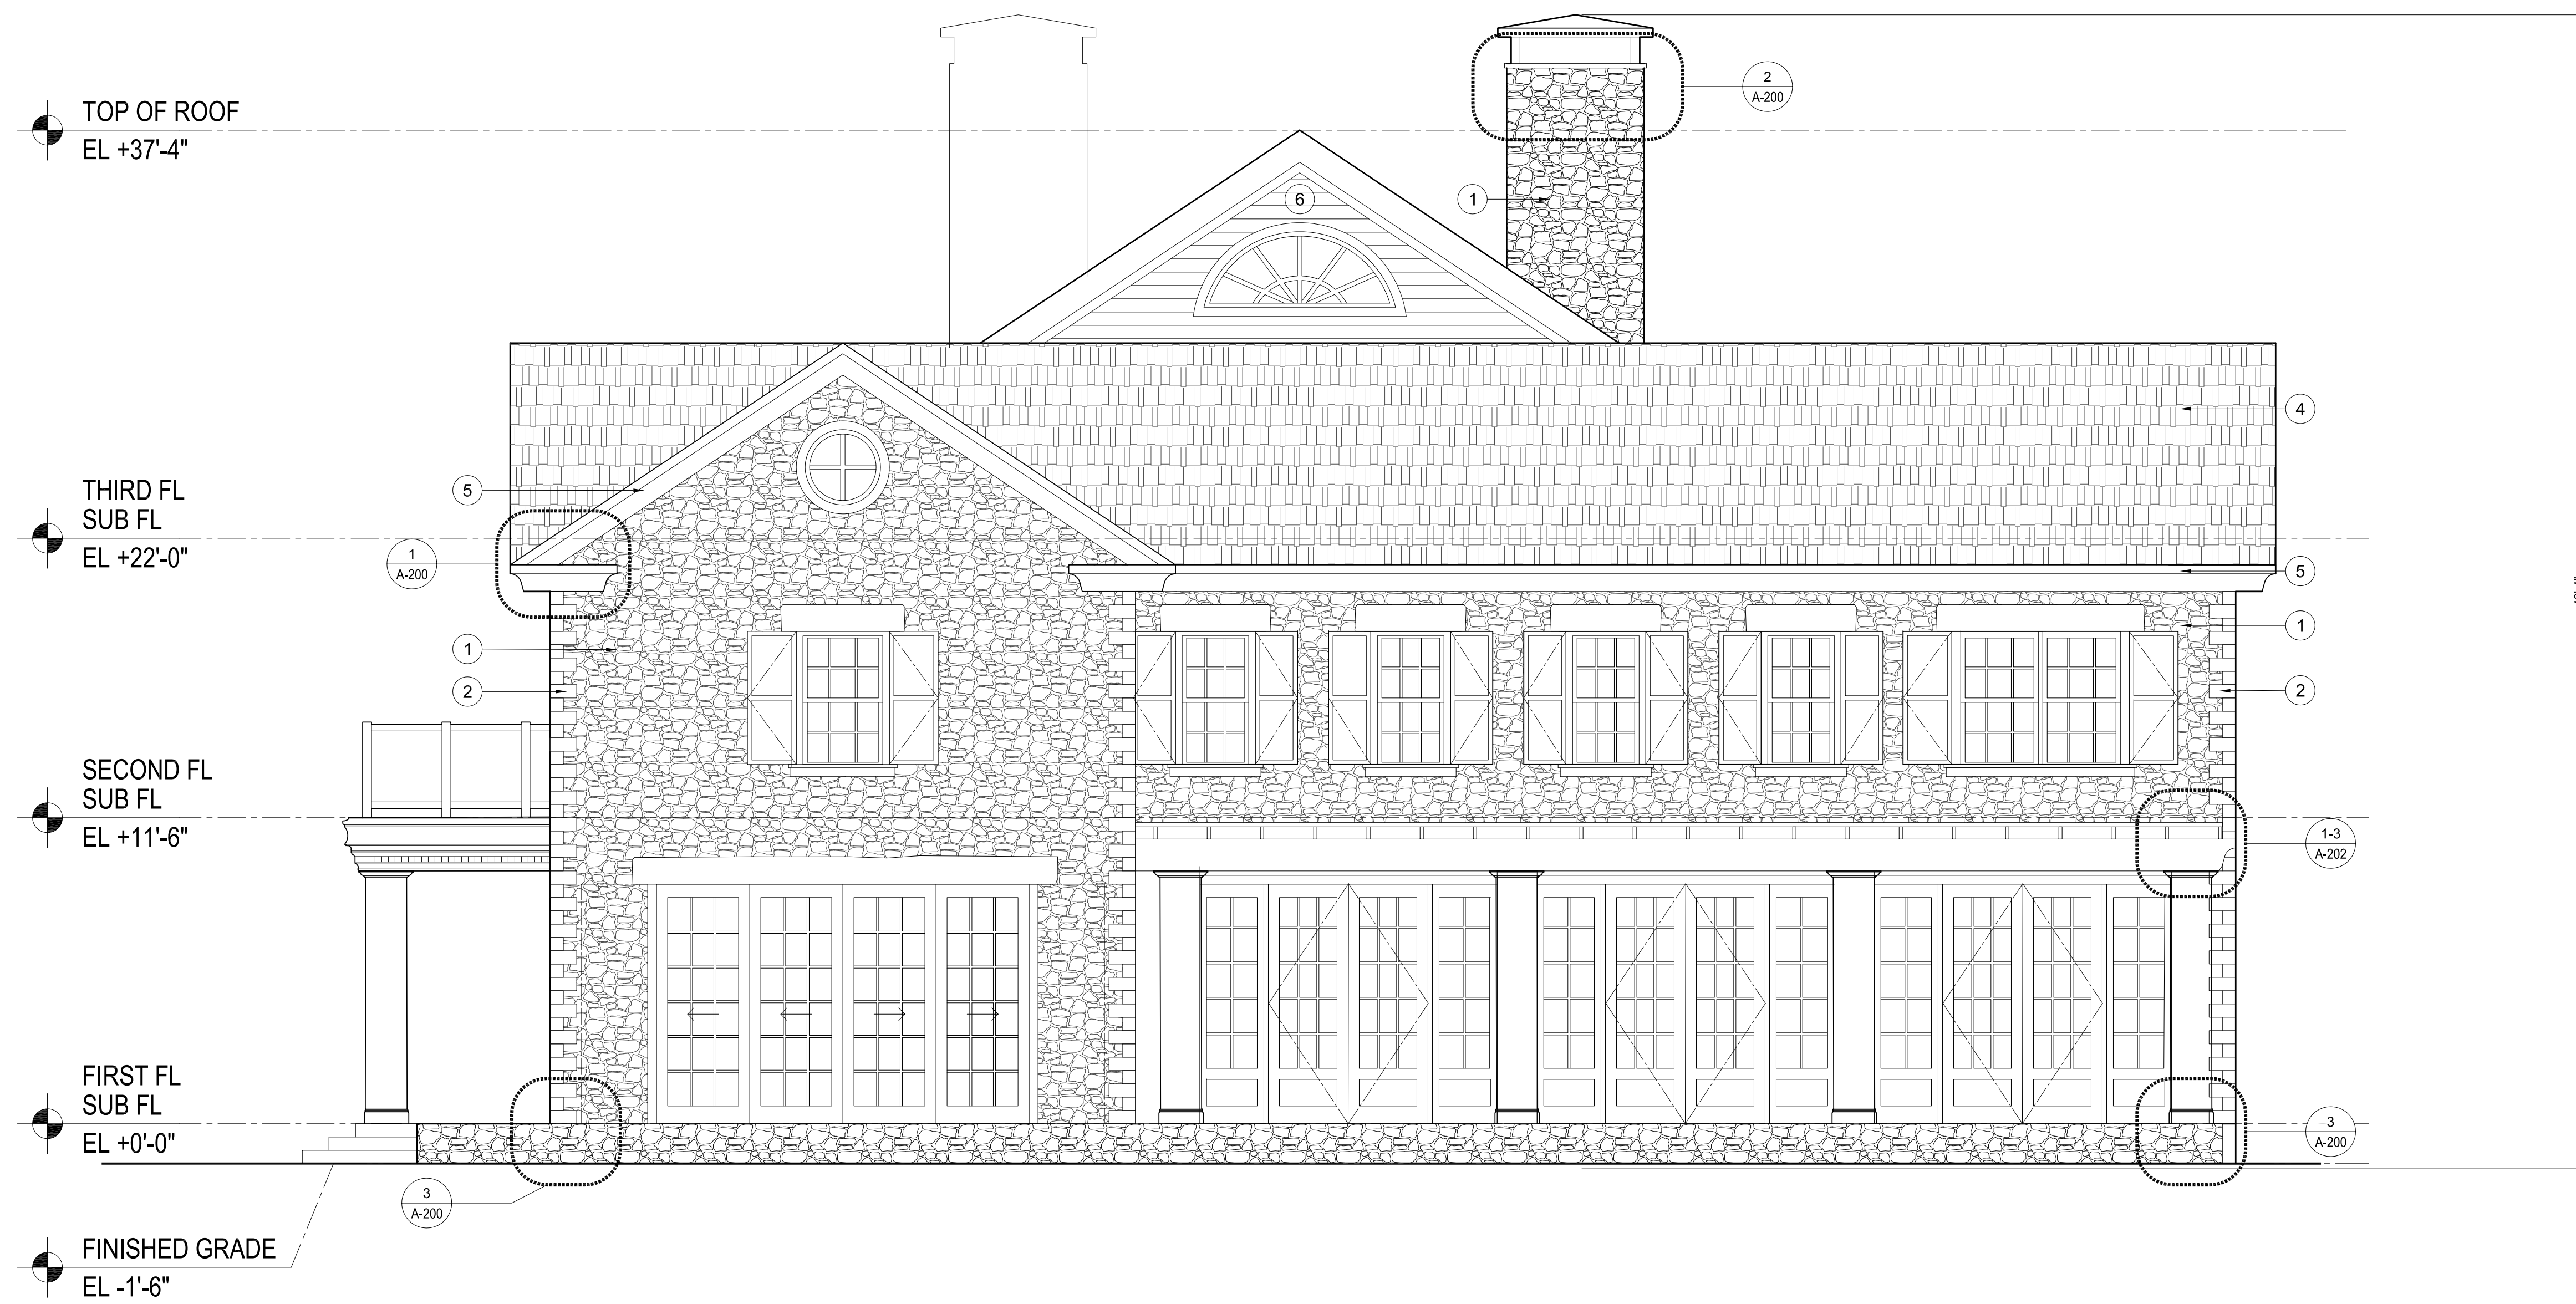 2
A-200
TOP OF ROOF
EL +37'-4"
6
1
4
THIRD FL
SUB FL
EL +22'-0"
5
1
A-200
5
1
2
1
2
SECOND FL
SUB FL
EL +11'-6"
1-3
A-202
FIRST FL
SUB FL
EL +0'-0"
3
A-200
3
A-200
FINISHED GRADE
EL -1'-6"